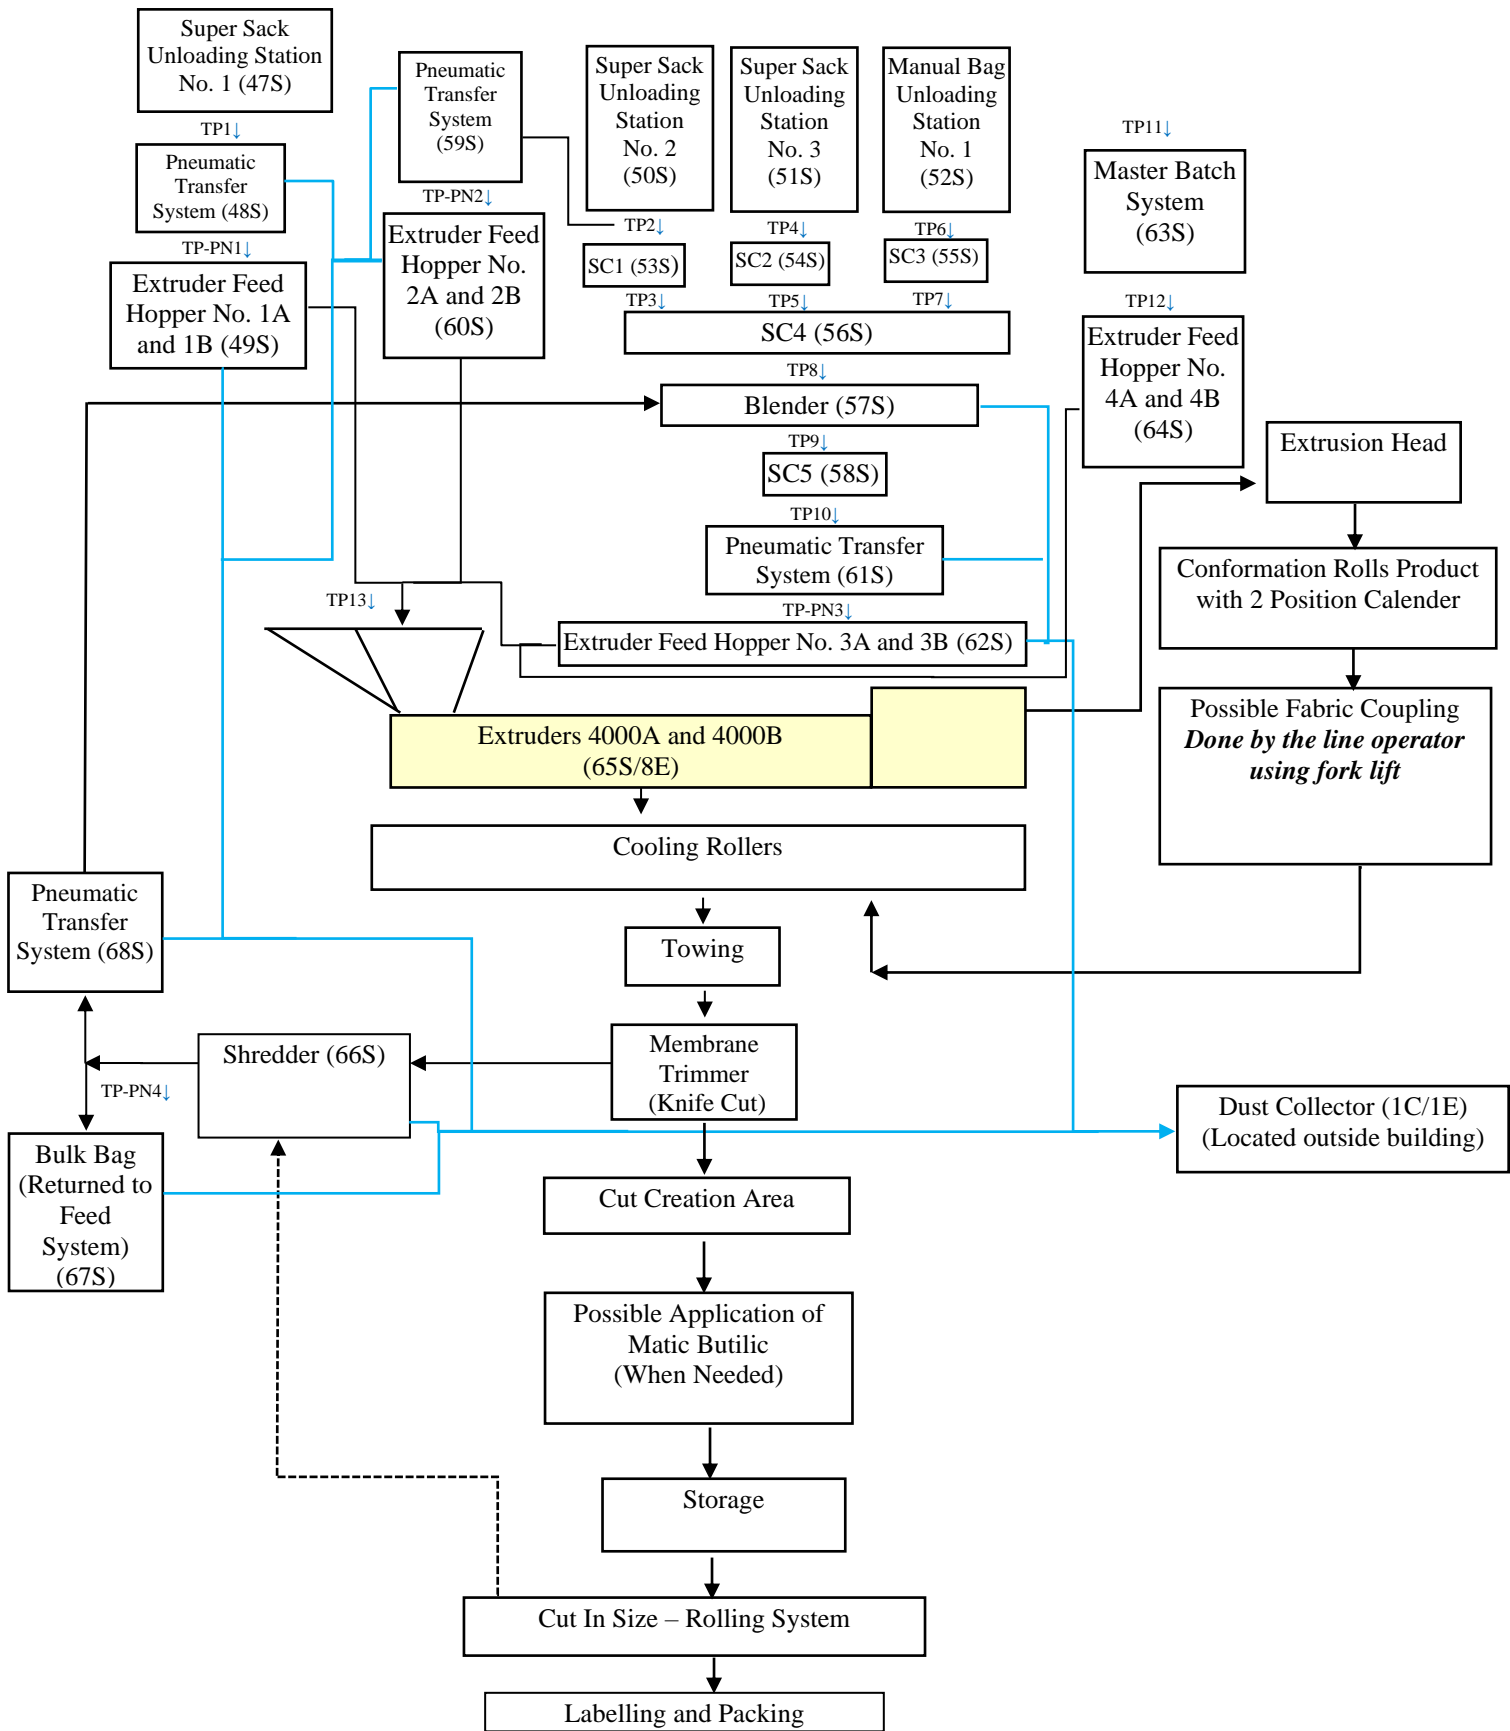 Super Sack
Unloading Station
No. 1 (47S)
TP1↓
Pneumatic
Transfer
System (48S)
TP-PN1↓
Extruder Feed
Hopper No. 1A
and 1B (49S)
Pneumatic
Transfer
System
(59S)
TP-PN2↓
Extruder Feed
Hopper No.
2A and 2B
(60S)
Super Sack
Unloading
Station
No. 2
(50S)
TP2↓
SC1 (53S)
TP3↓
Super Sack
Unloading
Station
No. 3
(51S)
TP4↓
SC2 (54S)
TP5↓
Manual Bag
Unloading
Station
No. 1
(52S)
TP6↓
SC3 (55S)
TP7↓
SC4 (56S)
TP8↓
Blender (57S)
TP9↓
SC5 (58S)
TP10↓
Pneumatic Transfer
System (61S)
TP-PN3↓
Extruder Feed Hopper No. 3A and 3B (62S)
TP11↓
Master Batch
System
(63S)
TP12↓
Extruder Feed
Hopper No.
4A and 4B
(64S)
TP13↓
Extruders 4000A and 4000B
(65S/8E)
Extrusion Head
Conformation Rolls Product
with 2 Position Calender
Possible Fabric Coupling
Done by the line operator
using fork lift
Cooling Rollers
Towing
Membrane
Trimmer
(Knife Cut)
Shredder (66S)
Pneumatic
Transfer
System (68S)
TP-PN4↓
Bulk Bag
(Returned to
Feed
System)
(67S)
Dust Collector (1C/1E)
(Located outside building)
Cut Creation Area
Possible Application of
Matic Butilic
(When Needed)
Storage
Cut In Size – Rolling System
Labelling and Packing